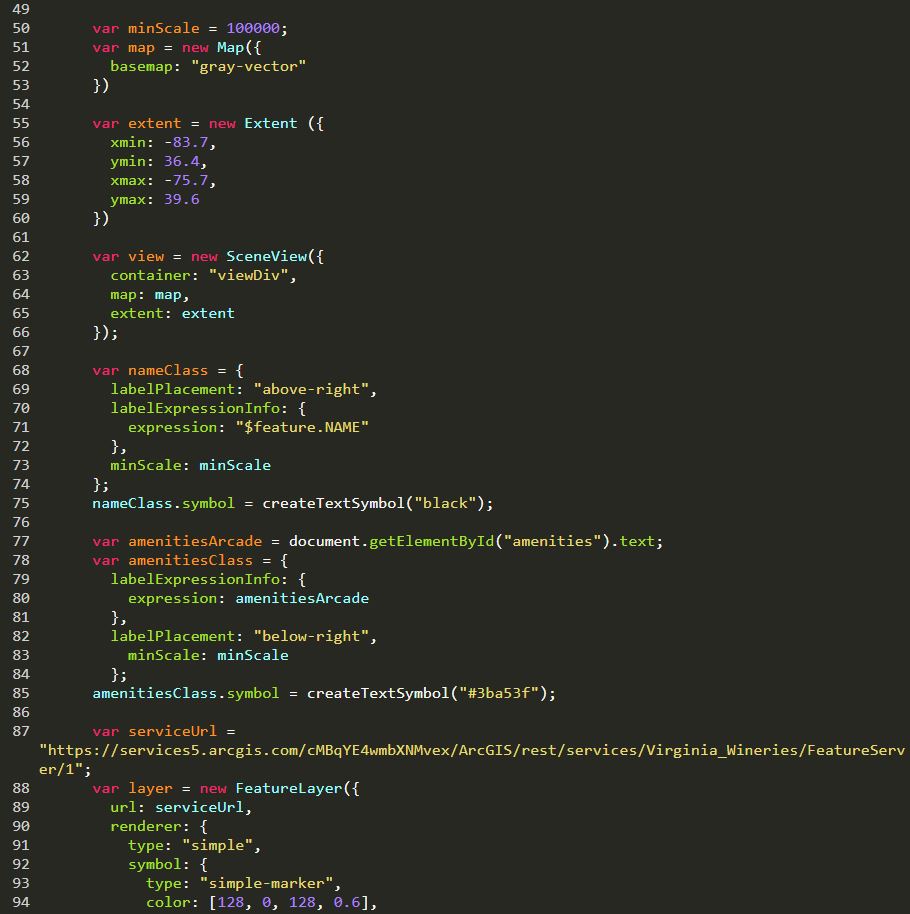 49
50 var minScale = 100000;
51 var map = new Map({
52 basemap: "gray-vector"
53 })
54
55 var extent = new Extent ({
56 xmin: -83.7,
57 ymin: 36.4,
58 xmax: -75.7,
59 ymax: 39.6
60 })
61
62 var view = new SceneView({
63 container: "viewDiv",
64 map: map,
65 extent: extent
66 });
67
68 var nameClass = {
69 labelPlacement: "above-right",
70 labelExpressionInfo: {
71 expression: "$feature.NAME"
72 },
73 minScale: minScale
74 };
75 nameClass.symbol = createTextSymbol("black");
76
77 var amenitiesArcade = document.getElementById("amenities").text;
78 var amenitiesClass = {
79 labelExpressionInfo: {
80 expression: amenitiesArcade
81 },
82 labelPlacement: "below-right",
83 minScale: minScale
84 };
85 amenitiesClass.symbol = createTextSymbol("#3ba53f");
86
87 var serviceUrl =
"https://services5.arcgis.com/cMBqYE4wmbXNMvex/ArcGIS/rest/services/Virginia_Wineries/FeatureServ
er/1";
88 var layer = new FeatureLayer({
89 url: serviceUrl,
90 renderer: {
91 type: "simple",
92 symbol: {
93 type: "simple-marker",
94 color: [128, 0, 128, 0.6],